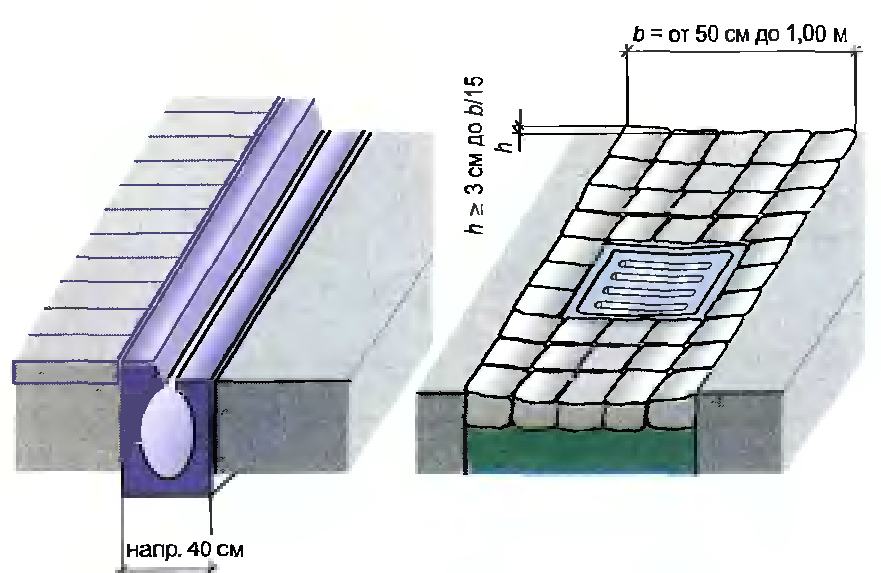 b = от 50 см до 1,00 м
h ≥ 3 см до b/15
h
напр. 40 см